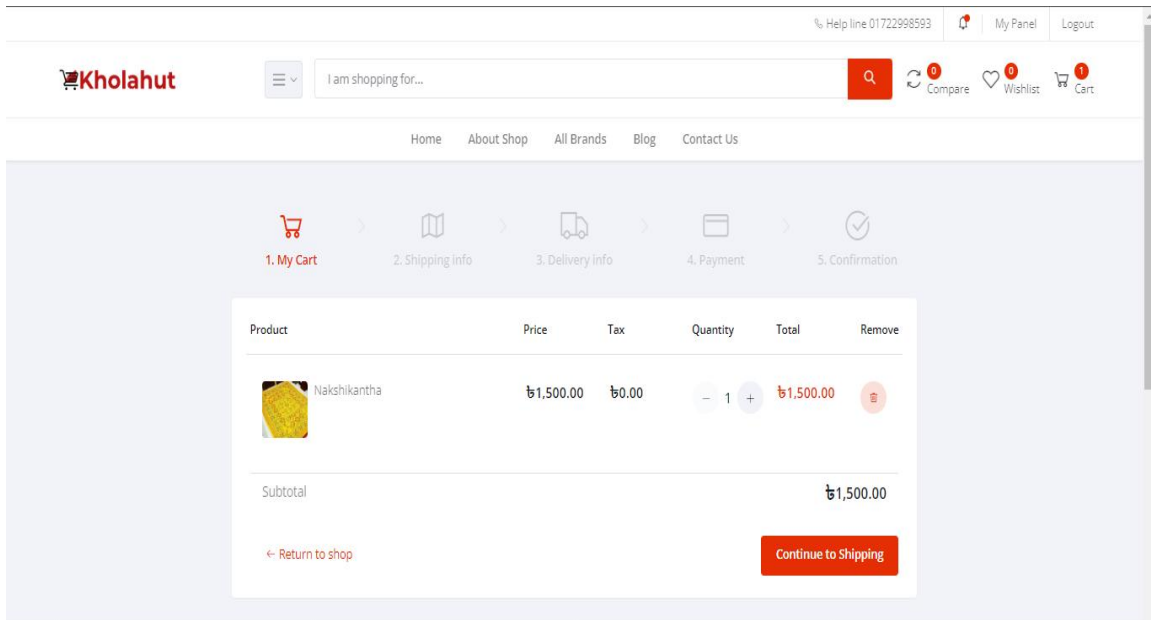 Help line 01722998593 My Panel Logout
Kholahut
I am shopping for...
0 Compare 0 Wishlist 1 Cart
Home About Shop All Brands Blog Contact Us
1. My Cart 2. Shipping info 3. Delivery info 4. Payment 5. Confirmation
Product Price Tax Quantity Total Remove
Nakshikantha ৳1,500.00 ৳0.00 − 1 + ৳1,500.00
Subtotal ৳1,500.00
← Return to shop Continue to Shipping